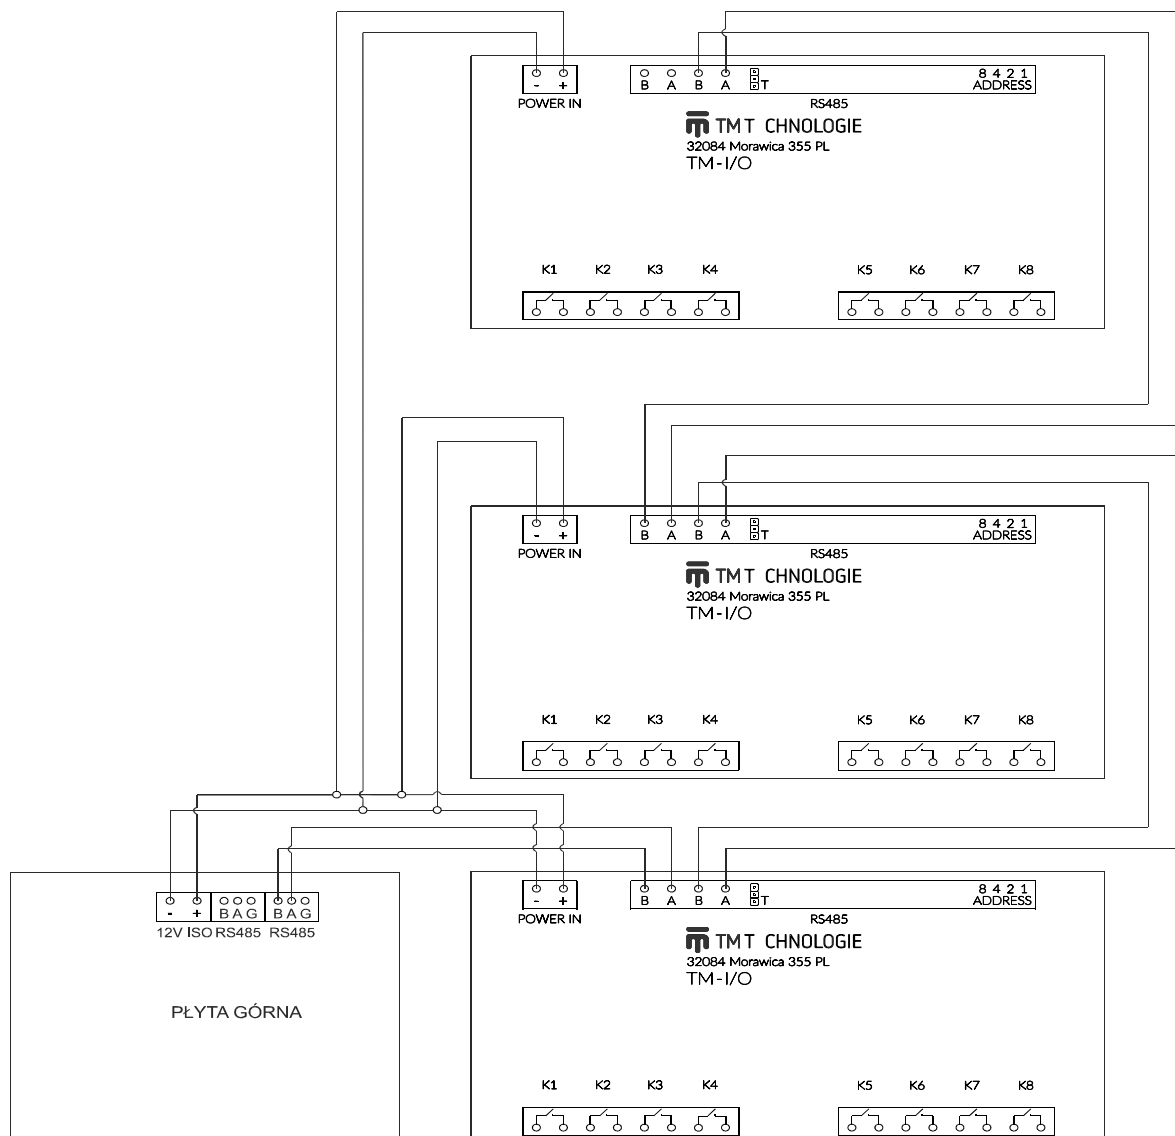 - +
POWER IN
B A B A T
8 4 2 1
ADDRESS
RS485
TMT CHNOLOGIE
32084 Morawica 355 PL
TM-I/O
K1 K2 K3 K4 K5 K6 K7 K8
- +
POWER IN
B A B A T
8 4 2 1
ADDRESS
RS485
TMT CHNOLOGIE
32084 Morawica 355 PL
TM-I/O
K1 K2 K3 K4 K5 K6 K7 K8
- +
POWER IN
B A B A T
8 4 2 1
ADDRESS
RS485
TMT CHNOLOGIE
32084 Morawica 355 PL
TM-I/O
K1 K2 K3 K4 K5 K6 K7 K8
- + B A G B A G
12V ISO RS485 RS485
PŁYTA GÓRNA